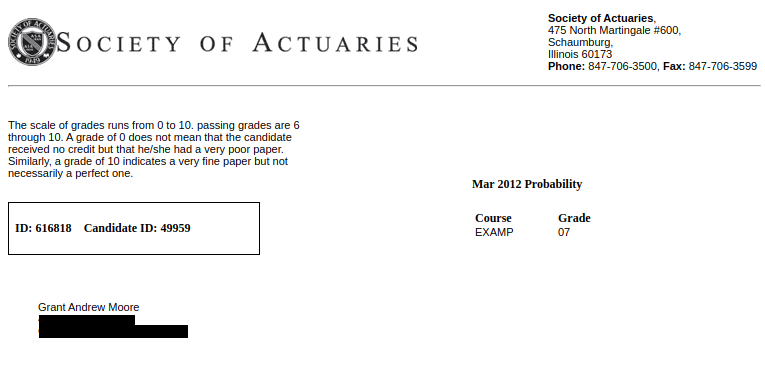 SOCIETY OF ACTUARIES
1949
SOCIETY OF ACTUARIES
Society of Actuaries,
475 North Martingale #600,
Schaumburg,
Illinois 60173
Phone: 847-706-3500, Fax: 847-706-3599
The scale of grades runs from 0 to 10. passing grades are 6
through 10. A grade of 0 does not mean that the candidate
received no credit but that he/she had a very poor paper.
Similarly, a grade of 10 indicates a very fine paper but not
necessarily a perfect one.
Mar 2012 Probability
ID: 616818 Candidate ID: 49959
Course Grade
EXAMP 07
Grant Andrew Moore